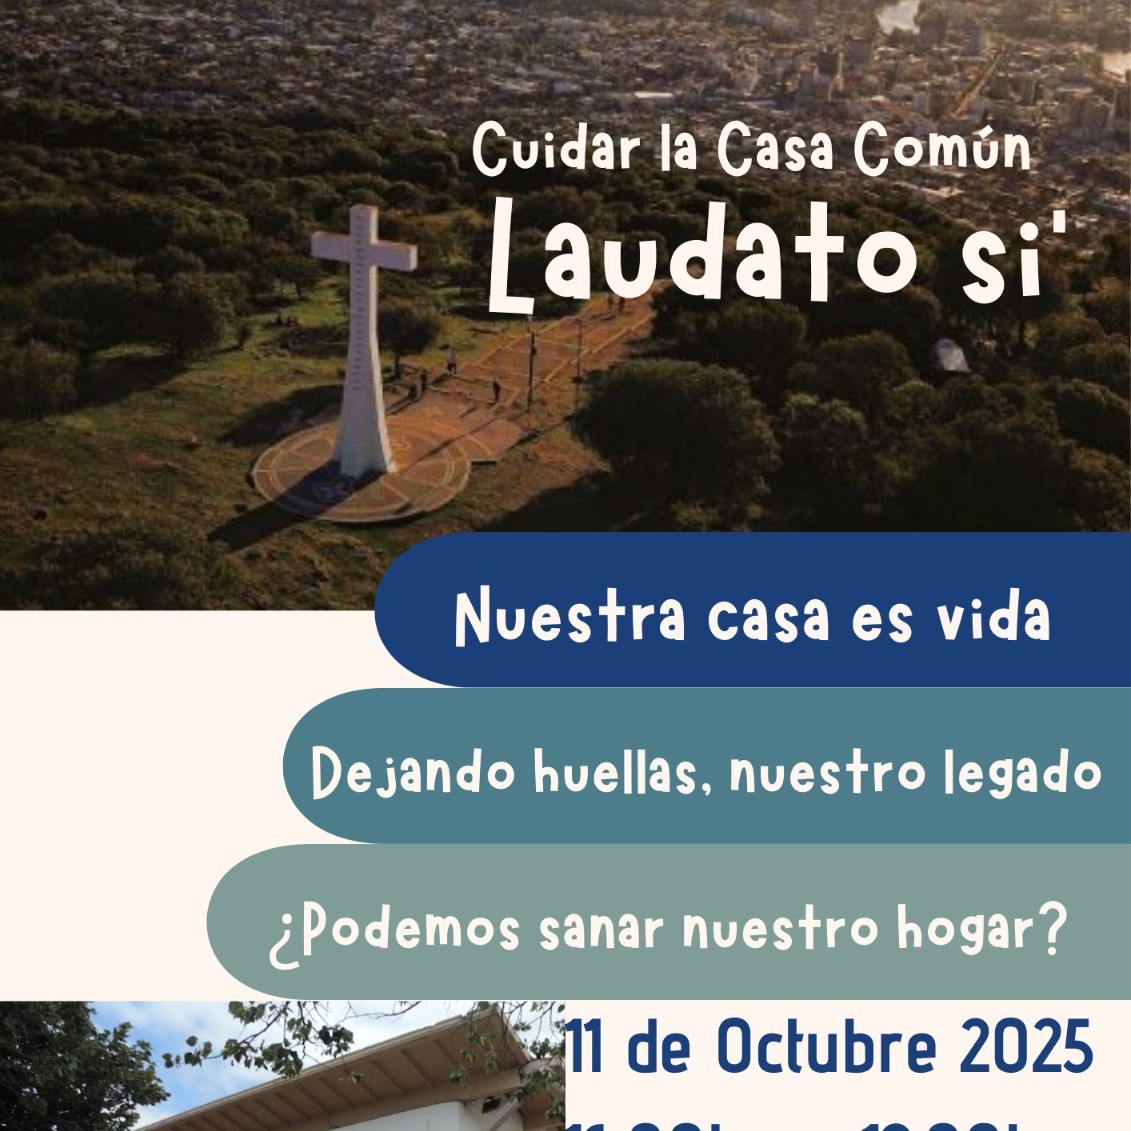 Cuidar la Casa Común
Laudato si'
Nuestra casa es vida
Dejando huellas, nuestro legado
¿Podemos sanar nuestro hogar?
11 de Octubre 2025